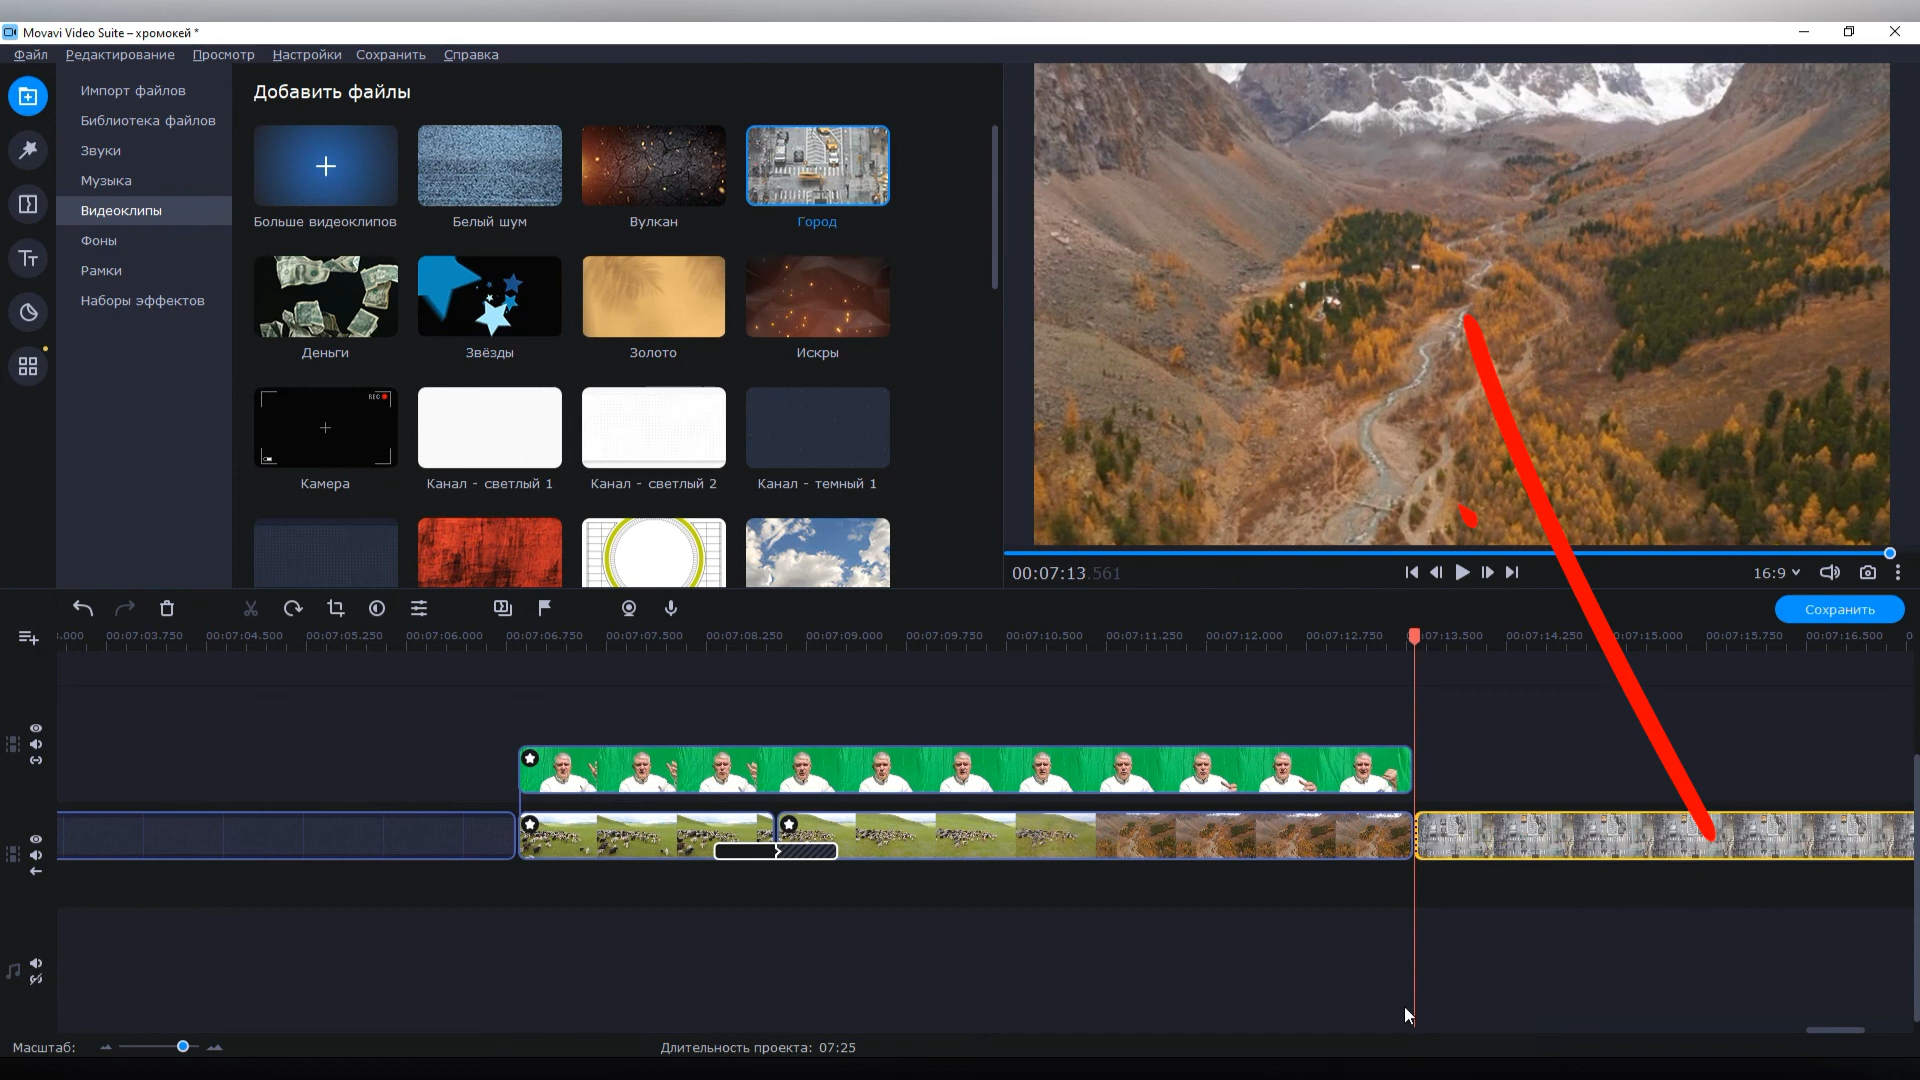 Movavi Video Suite – хромокей *
Файл Редактирование Просмотр Настройки Сохранить Справка
Импорт файлов
Библиотека файлов
Звуки
Музыка
Видеоклипы
Фоны
Рамки
Наборы эффектов
Добавить файлы
Больше видеоклипов Белый шум Вулкан Город
Деньги Звёзды Золото Искры
REC
Камера Канал - светлый 1 Канал - светлый 2 Канал - темный 1
00:07:13.561
16:9
Сохранить
.000 00:07:03.750 00:07:04.500 00:07:05.250 00:07:06.000 00:07:06.750 00:07:07.500 00:07:08.250 00:07:09.000 00:07:09.750 00:07:10.500 00:07:11.250 00:07:12.000 00:07:12.750 :07:13.500 00:07:14.250 :07:15.000 00:07:15.750 00:07:16.500 0
Масштаб:
Длительность проекта: 07:25